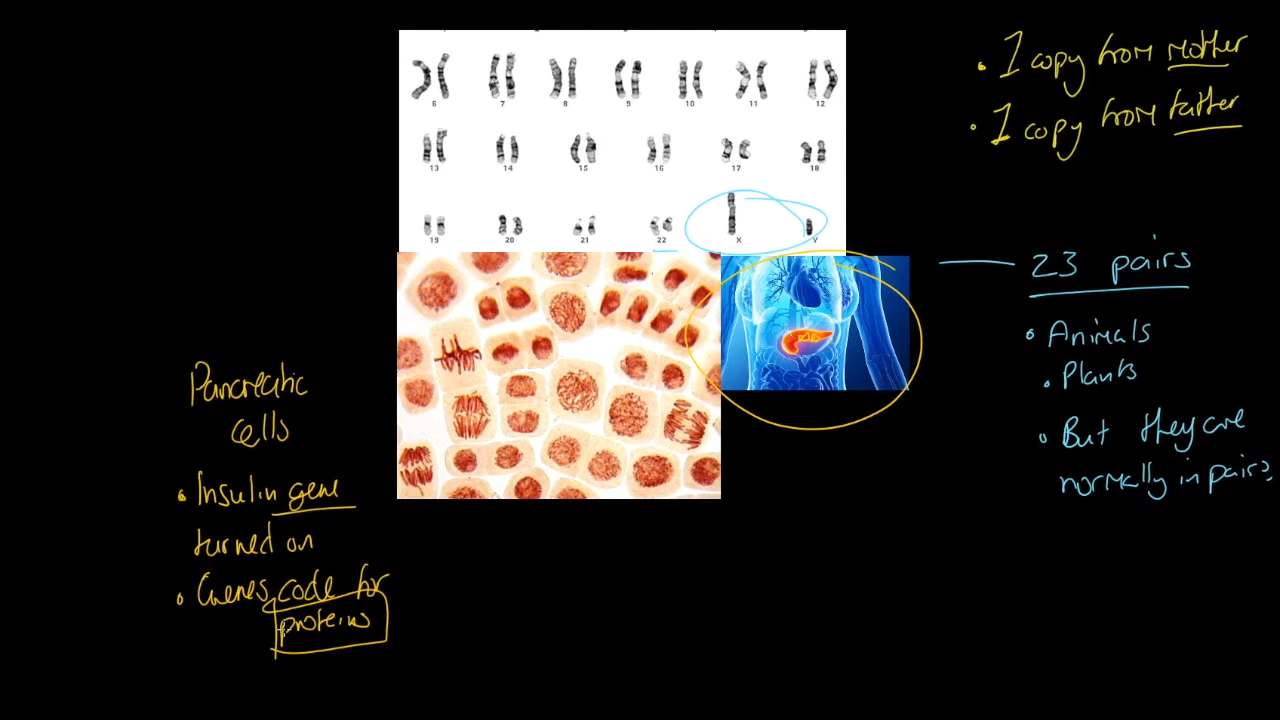 • 1 copy from mother
• 1 copy from father
6 7 8 9 10 11 12
13 14 15 16 17 18
19 20 21 22 X Y
23 pairs
• Animals
• Plants
• But they are
normally in pairs
Pancreatic
cells
• Insulin gene
turned on
• Genes code for
proteins